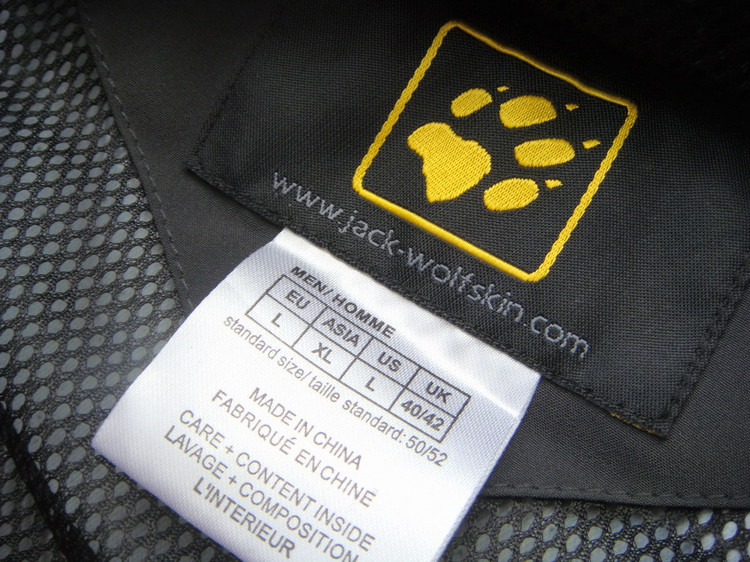 www.jack-wolfskin.com
MEN/HOMME
EU ASIA US UK
L XL L 40/42
standard size/ taille standard: 50/52
MADE IN CHINA
FABRIQUÉ EN CHINE
CARE + CONTENT INSIDE
LAVAGE + COMPOSITION
L'INTERIEUR